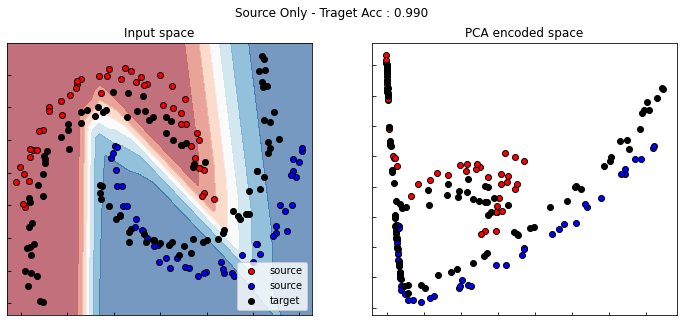 Source Only - Traget Acc : 0.990
Input space
PCA encoded space
source
source
target